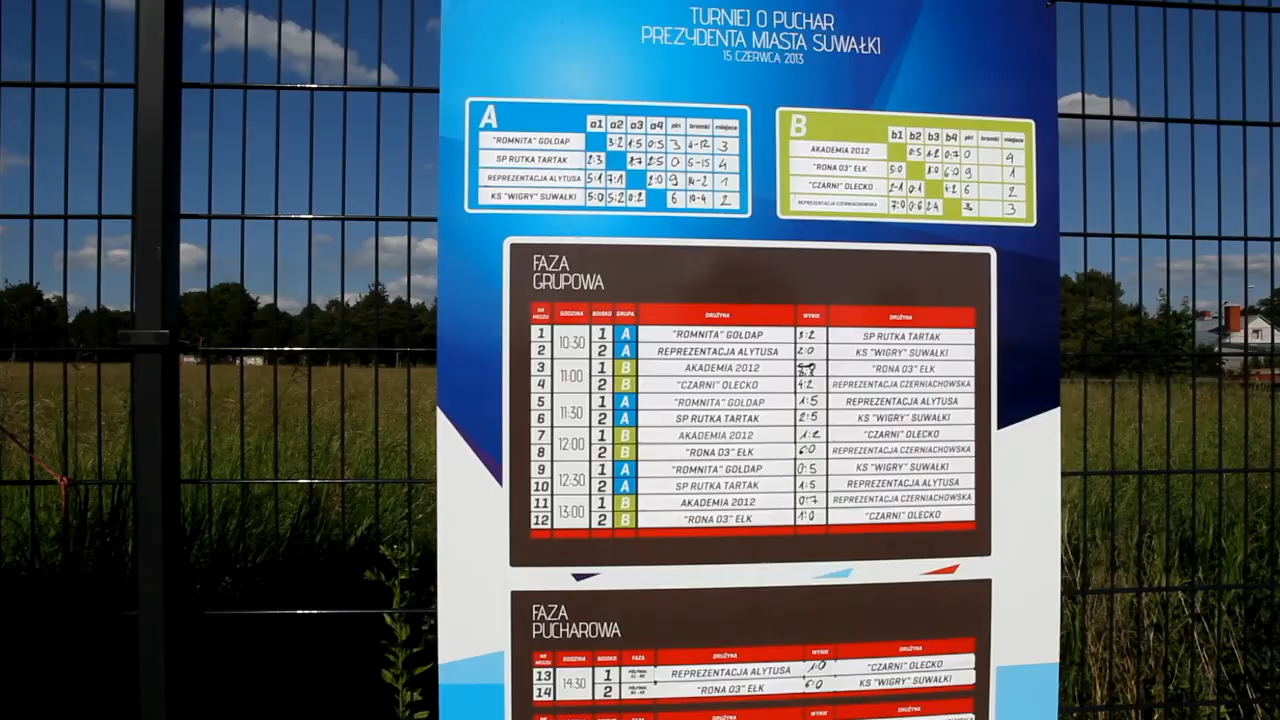 TURNIEJ O PUCHAR
PREZYDENTA MIASTA SUWAŁKI
15 CZERWCA 2013
A a1 a2 a3 a4 pkt bramki miejsce
"ROMNITA" GOŁDAP 3:2 1:5 0:5 3 4-12 3
SP RUTKA TARTAK 2:3 1:7 2:5 0 5-15 4
REPREZENTACJA ALYTUSA 5:1 7:1 2:0 9 14-2 1
KS "WIGRY" SUWAŁKI 5:0 5:2 0:2 6 10-4 2
B b1 b2 b3 b4 pkt bramki miejsce
AKADEMIA 2012 0:5 1:2 0:7 0 4
"RONA 03" EŁK 5:0 1:0 6:0 9 1
"CZARNI" OLECKO 2-1 0:1 4:2 6 2
REPREZENTACJA CZERNIACHOWSKA 7:0 0:6 2:4 3 3
FAZA
GRUPOWA
NR MECZU GODZINA BOISKO GRUPA DRUŻYNA WYNIK DRUŻYNA
1 10:30 1 A "ROMNITA" GOŁDAP 3:2 SP RUTKA TARTAK
2 2 A REPREZENTACJA ALYTUSA 2:0 KS "WIGRY" SUWAŁKI
3 11:00 1 B AKADEMIA 2012 "RONA 03" EŁK
4 2 B "CZARNI" OLECKO 4:2 REPREZENTACJA CZERNIACHOWSKA
5 11:30 1 A "ROMNITA" GOŁDAP 1:5 REPREZENTACJA ALYTUSA
6 2 A SP RUTKA TARTAK 2:5 KS "WIGRY" SUWAŁKI
7 12:00 1 B AKADEMIA 2012 1:2 "CZARNI" OLECKO
8 2 B "RONA 03" EŁK 6:0 REPREZENTACJA CZERNIACHOWSKA
9 12:30 1 A "ROMNITA" GOŁDAP 0:5 KS "WIGRY" SUWAŁKI
10 2 A SP RUTKA TARTAK 1:5 REPREZENTACJA ALYTUSA
11 13:00 1 B AKADEMIA 2012 0:7 REPREZENTACJA CZERNIACHOWSKA
12 2 B "RONA 03" EŁK 1:0 "CZARNI" OLECKO
FAZA
PUCHAROWA
NR MECZU GODZINA BOISKO FAZA DRUŻYNA WYNIK DRUŻYNA
13 14:30 1 PÓŁFINAŁ REPREZENTACJA ALYTUSA 1:0 "CZARNI" OLECKO
14 2 PÓŁFINAŁ "RONA 03" EŁK 6:0 KS "WIGRY" SUWAŁKI
DRUŻYNA WYNIK DRUŻYNA